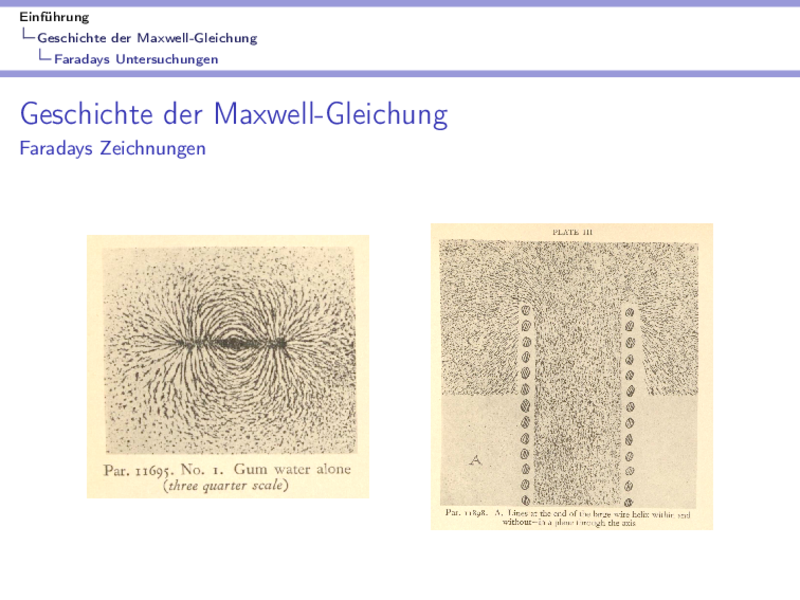 Einführung
Geschichte der Maxwell-Gleichung
Faradays Untersuchungen
Geschichte der Maxwell-Gleichung
Faradays Zeichnungen
Par. 11695. No. 1. Gum water alone
(three quarter scale)
PLATE III
A
Par. 11898. A. Lines at the end of the large wire helix within and
without—in a plane through the axis